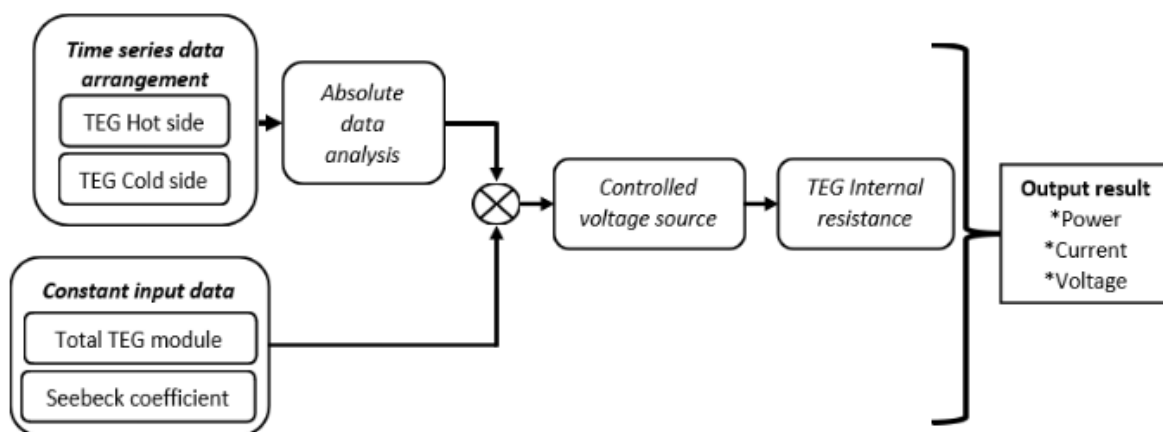 Time series data
arrangement
TEG Hot side
TEG Cold side
Absolute
data
analysis
Constant input data
Total TEG module
Seebeck coefficient
Controlled
voltage source
TEG Internal
resistance
Output result
*Power
*Current
*Voltage